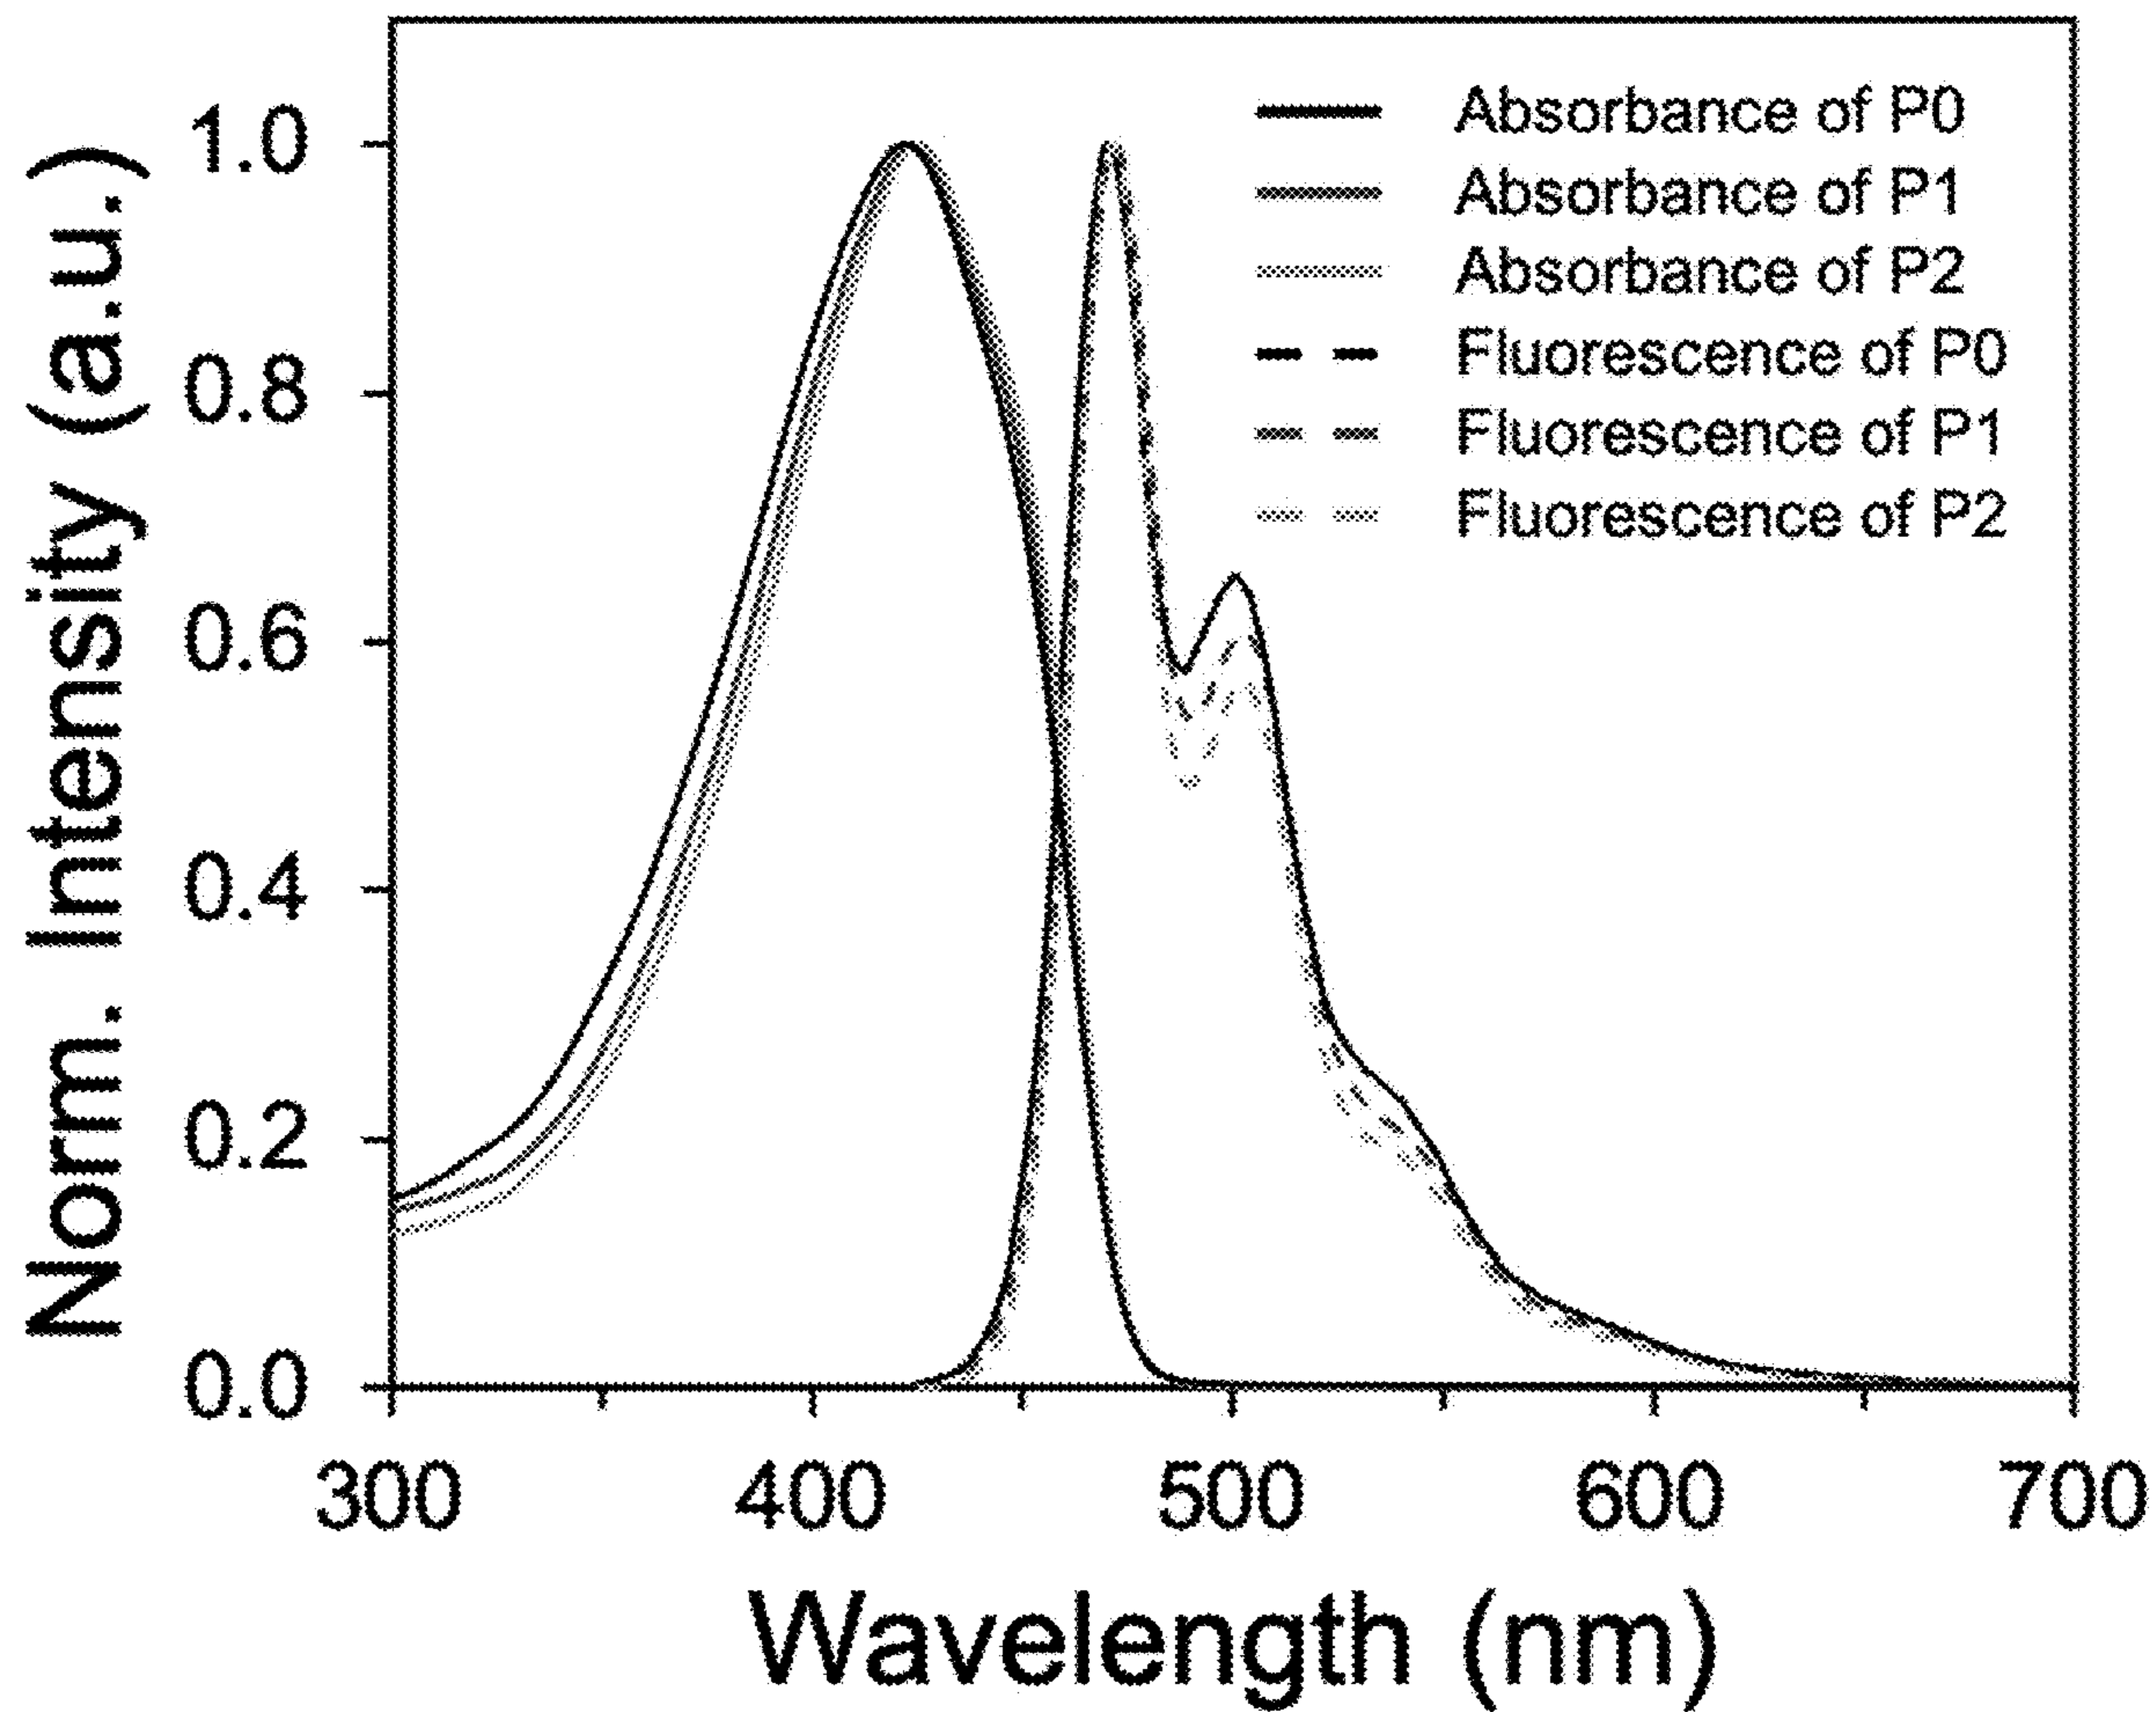 Norm. Intensity (a.u.)
1.0
0.8
0.6
0.4
0.2
0.0
Absorbance of P0
Absorbance of P1
Absorbance of P2
Fluorescence of P0
Fluorescence of P1
Fluorescence of P2
300 400 500 600 700
Wavelength (nm)